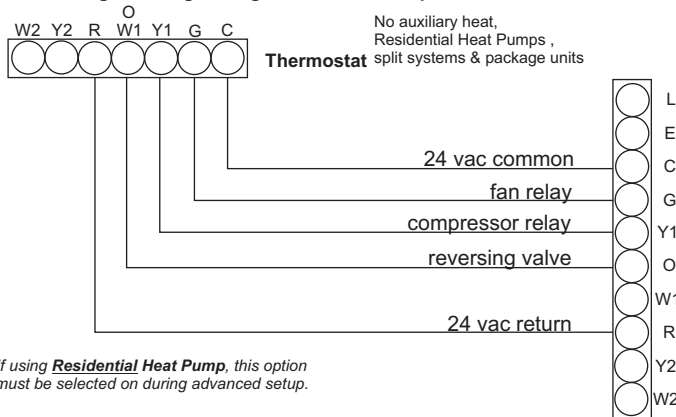 O
W2 Y2 R W1 Y1 G C
No auxiliary heat,
Residential Heat Pumps ,
Thermostat split systems & package units
L
E
24 vac common C
fan relay G
compressor relay Y1
reversing valve O
W1
24 vac return R
Y2
W2
If using Residential Heat Pump, this option
must be selected on during advanced setup.